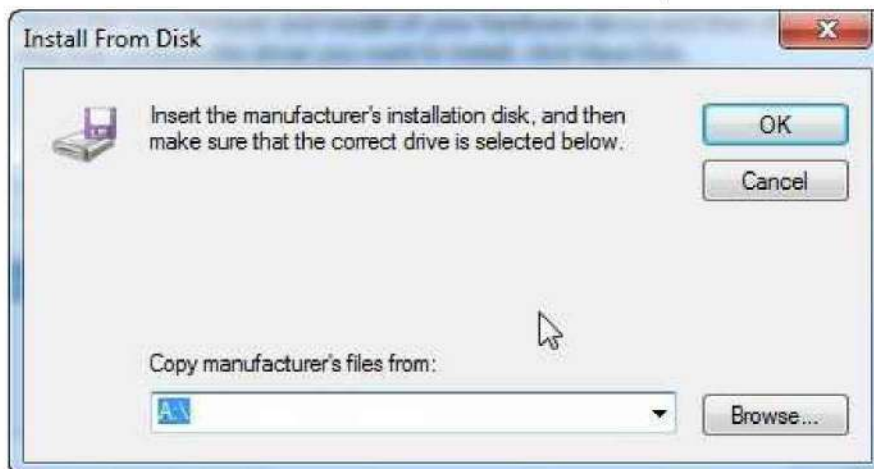 Install From Disk
Insert the manufacturer's installation disk, and then
make sure that the correct drive is selected below.
OK
Cancel
Copy manufacturer's files from:
A:\
Browse...